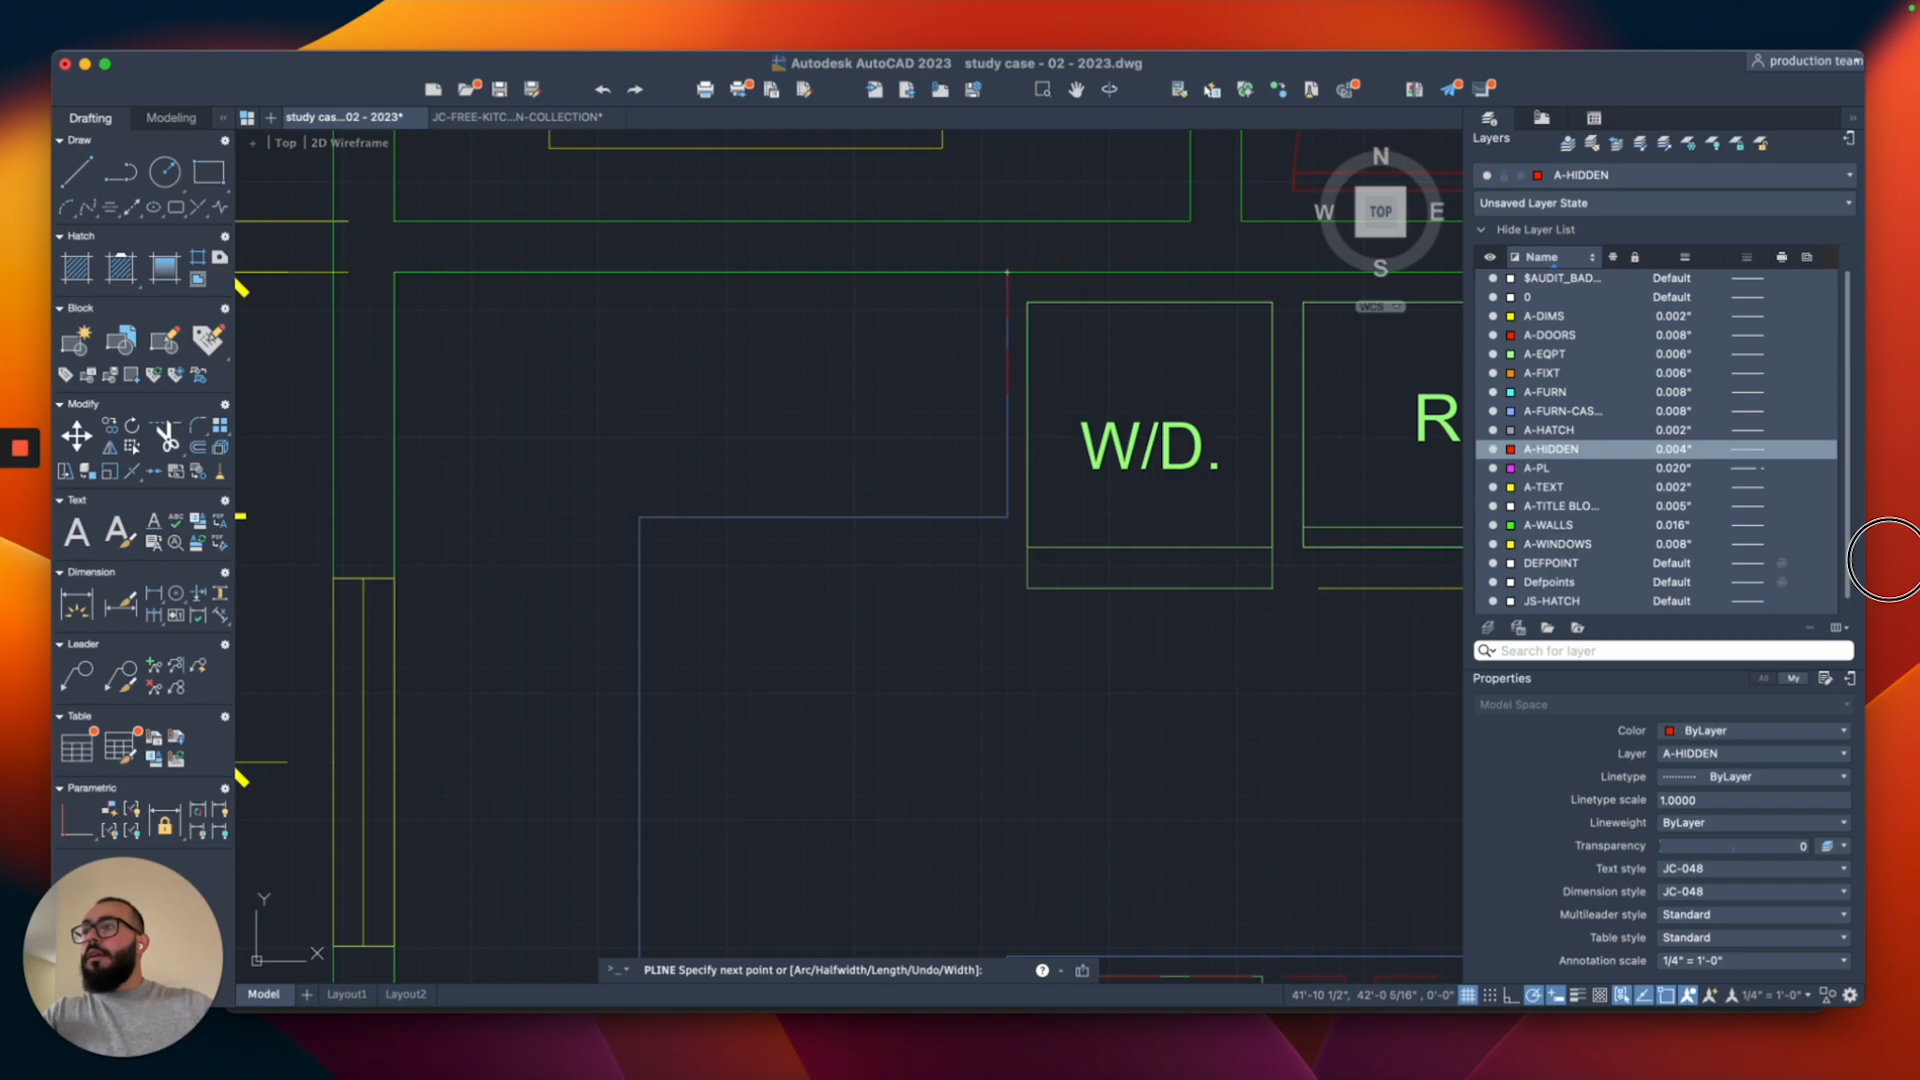 Autodesk AutoCAD 2023 study case - 02 - 2023.dwg
production team
Drafting
Modeling
study cas...02 - 2023*
JC-FREE-KITC...N-COLLECTION*
Draw
+ | Top | 2D Wireframe
Hatch
Block
Modify
Text
Dimension
Leader
Table
Parametric
N
W
TOP
E
S
WCS
W/D.
R
Y
X
Layers
A-HIDDEN
Unsaved Layer State
Hide Layer List
Name
$AUDIT_BAD... Default
0 Default
A-DIMS 0.002"
A-DOORS 0.008"
A-EQPT 0.006"
A-FIXT 0.006"
A-FURN 0.008"
A-FURN-CAS... 0.008"
A-HATCH 0.002"
A-HIDDEN 0.004"
A-PL 0.020"
A-TEXT 0.002"
A-TITLE BLO... 0.005"
A-WALLS 0.016"
A-WINDOWS 0.008"
DEFPOINT Default
Defpoints Default
JS-HATCH Default
Search for layer
Properties
All My
Model Space
Color ByLayer
Layer A-HIDDEN
Linetype ByLayer
Linetype scale 1.0000
Lineweight ByLayer
Transparency 0
Text style JC-048
Dimension style JC-048
Multileader style Standard
Table style Standard
Annotation scale 1/4" = 1'-0"
PLINE Specify next point or [Arc/Halfwidth/Length/Undo/Width]:
Model + Layout1 Layout2
41'-10 1/2", 42'-0 5/16" , 0'-0"
1/4" = 1'-0"